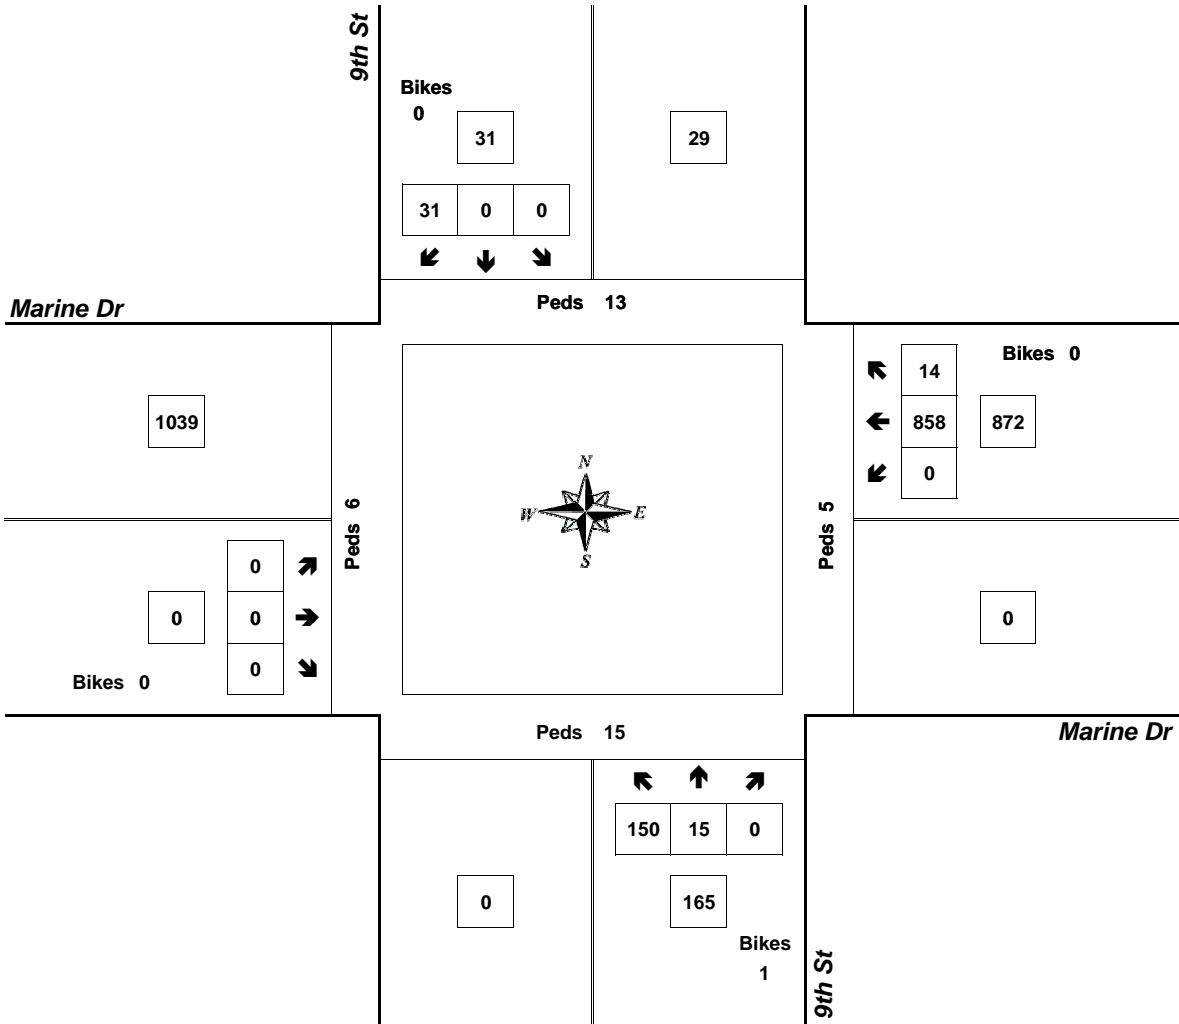 9th St
Bikes
0
31
29
31 0 0
Peds 13
Marine Dr
Bikes 0
14
1039
858 872
0
N
W E
S
Peds 6
Peds 5
0
0 0
0
0
Bikes 0
Peds 15
Marine Dr
150 15 0
0
165
Bikes
1
9th St